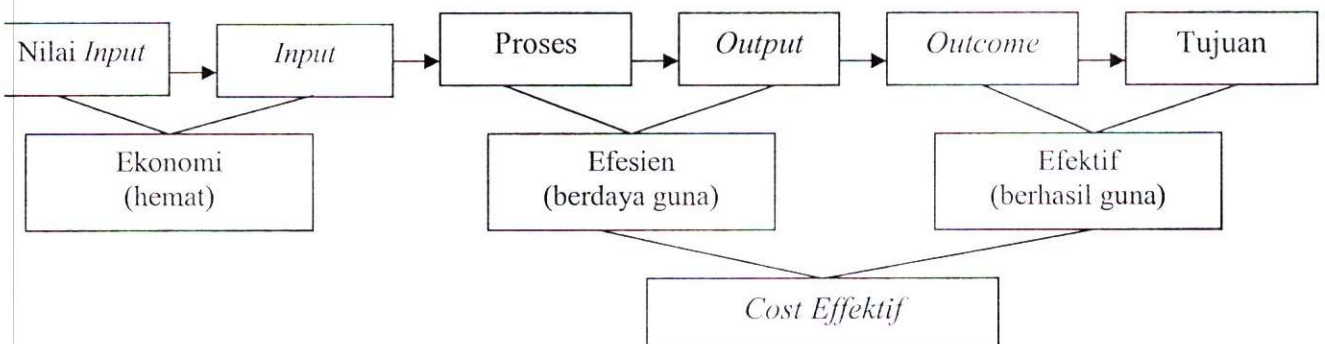 Nilai Input
Input
Proses
Output
Outcome
Tujuan
Ekonomi
(hemat)
Efesien
(berdaya guna)
Efektif
(berhasil guna)
Cost Effektif